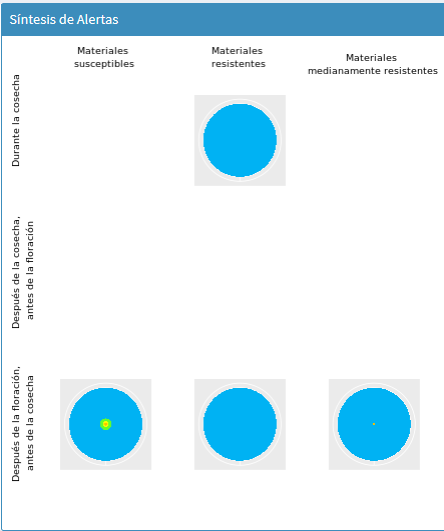 Síntesis de Alertas
Materiales
susceptibles
Materiales
resistentes
Materiales
medianamente resistentes
Durante la cosecha
Después de la cosecha,
antes de la floración
Después de la floración,
antes de la cosecha